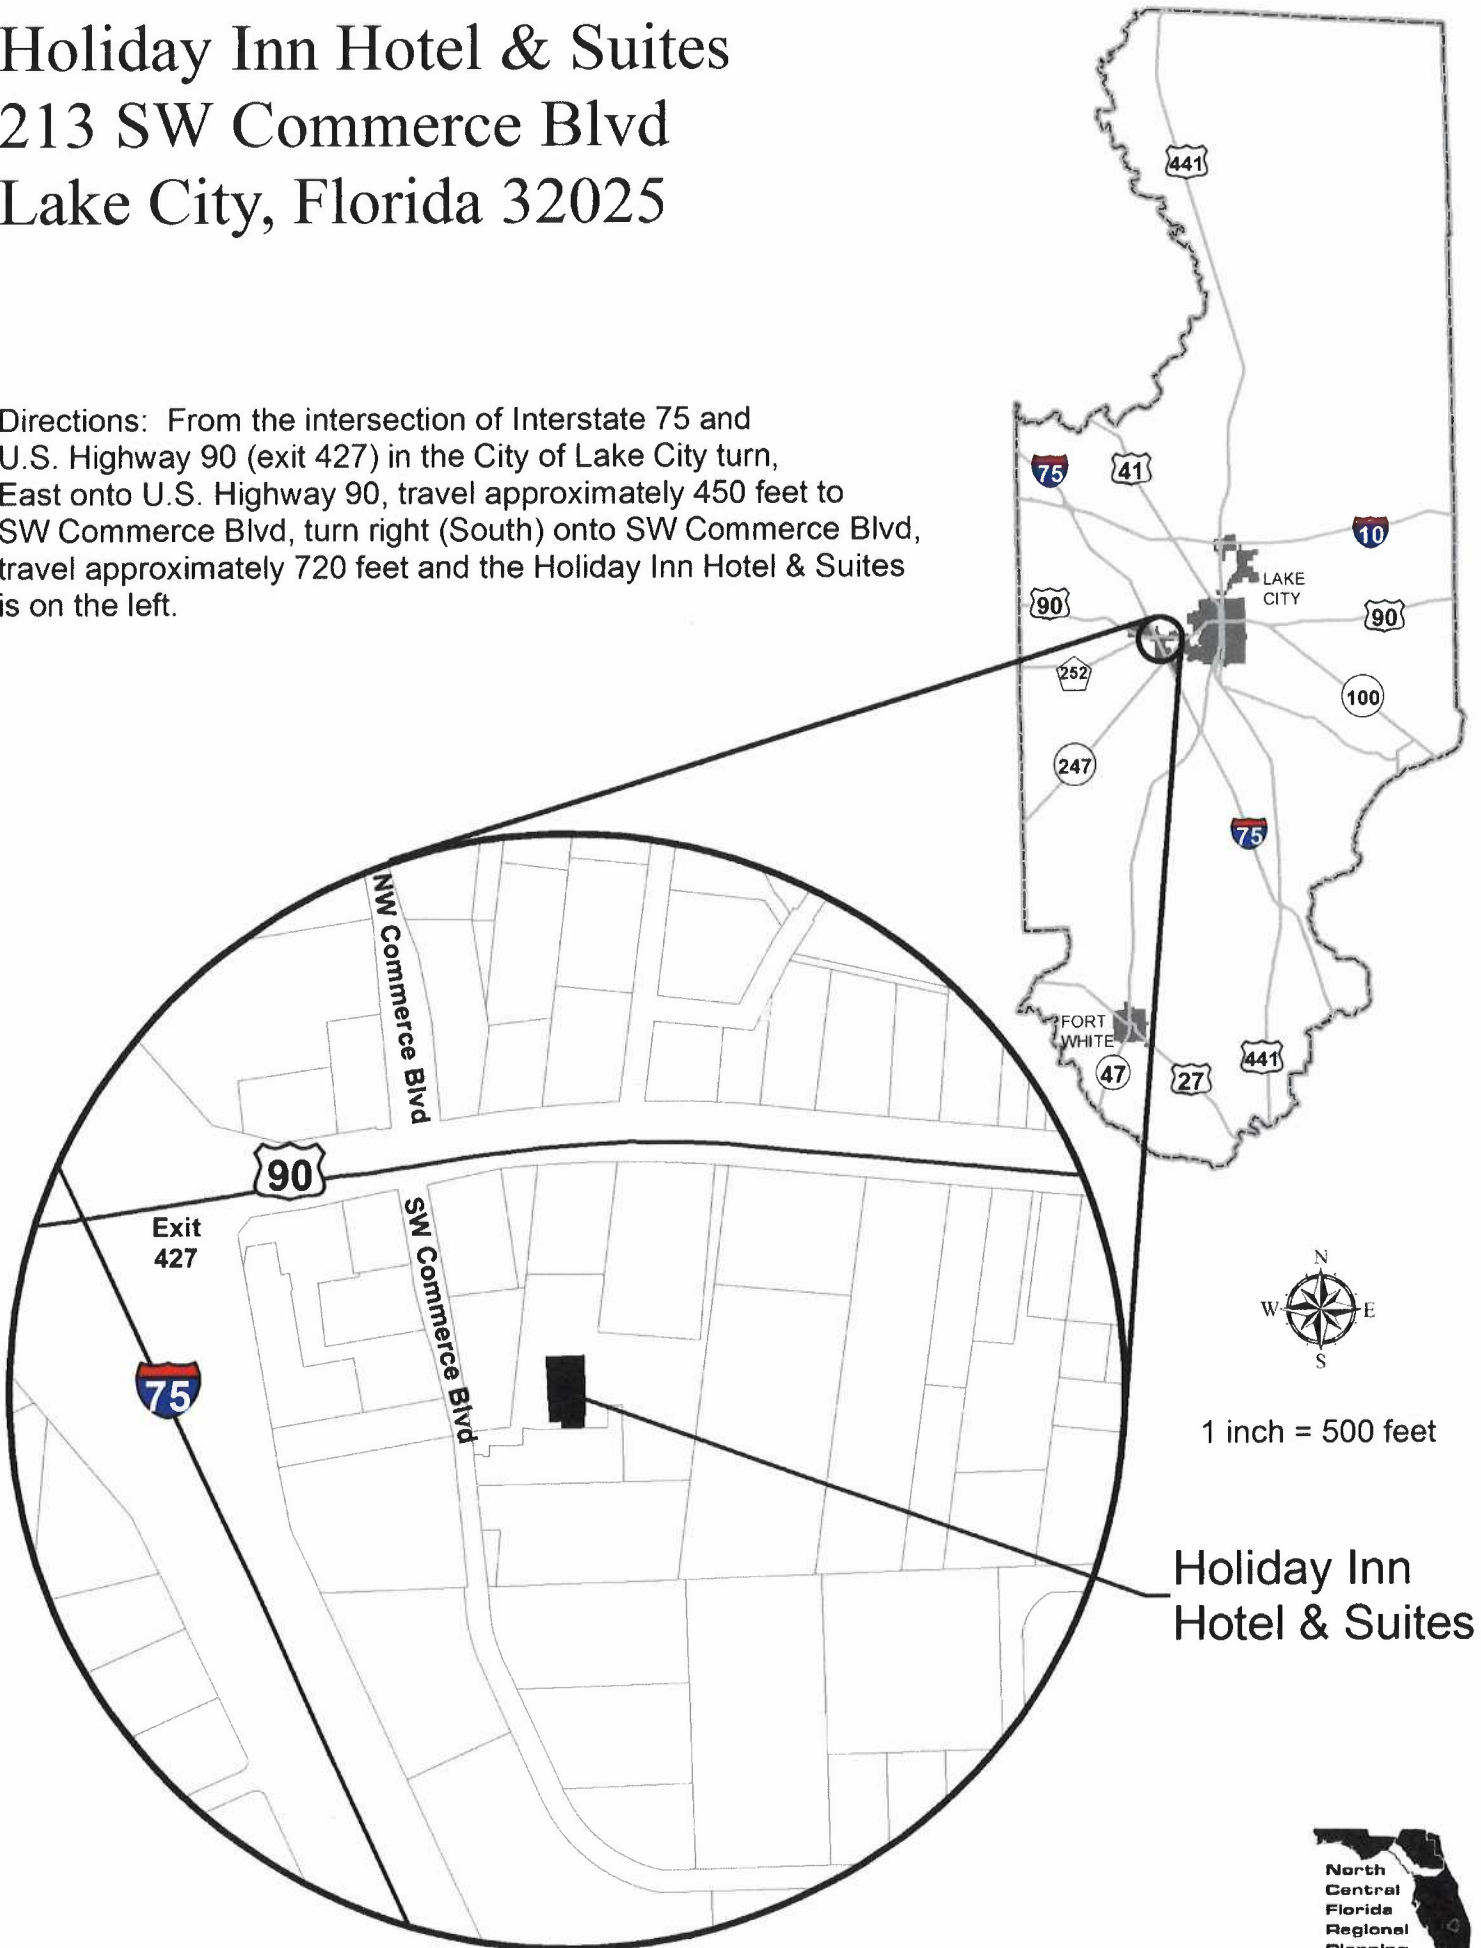 Holiday Inn Hotel & Suites
213 SW Commerce Blvd
Lake City, Florida 32025
Directions: From the intersection of Interstate 75 and
U.S. Highway 90 (exit 427) in the City of Lake City turn,
East onto U.S. Highway 90, travel approximately 450 feet to
SW Commerce Blvd, turn right (South) onto SW Commerce Blvd,
travel approximately 720 feet and the Holiday Inn Hotel & Suites
is on the left.
441
75
41
10
LAKE
CITY
90
90
252
100
247
75
FORT
WHITE
47
27
441
NW Commerce Blvd
90
Exit
427
SW Commerce Blvd
75
N
W
E
S
1 inch = 500 feet
Holiday Inn
Hotel & Suites
North
Central
Florida
Regional
Planning